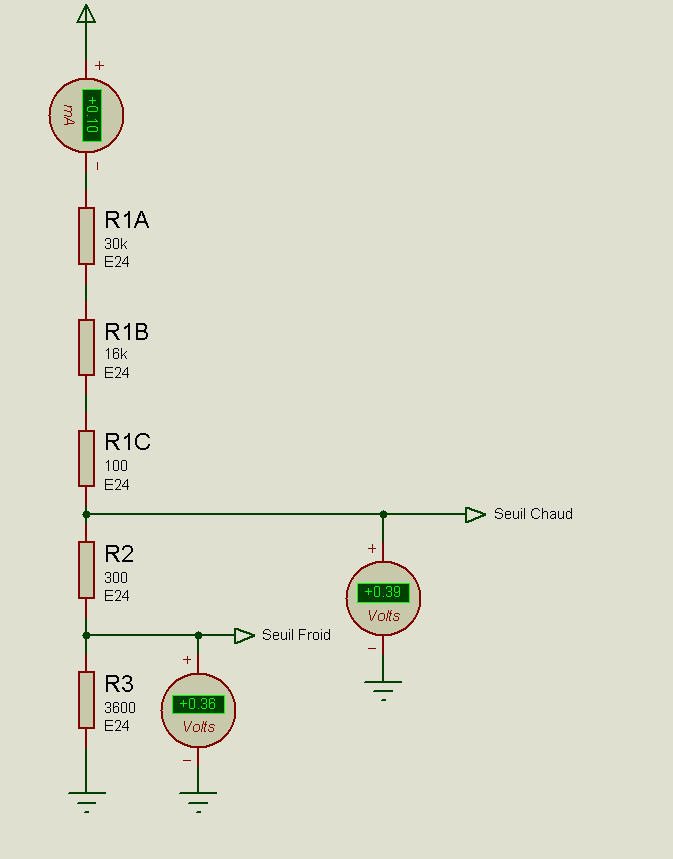 +
+0.10
mA
-
R1A
30k
E24
R1B
16k
E24
R1C
100
E24
Seuil Chaud
R2
300
E24
+
+0.39
Volts
-
Seuil Froid
R3
3600
E24
+
+0.36
Volts
-